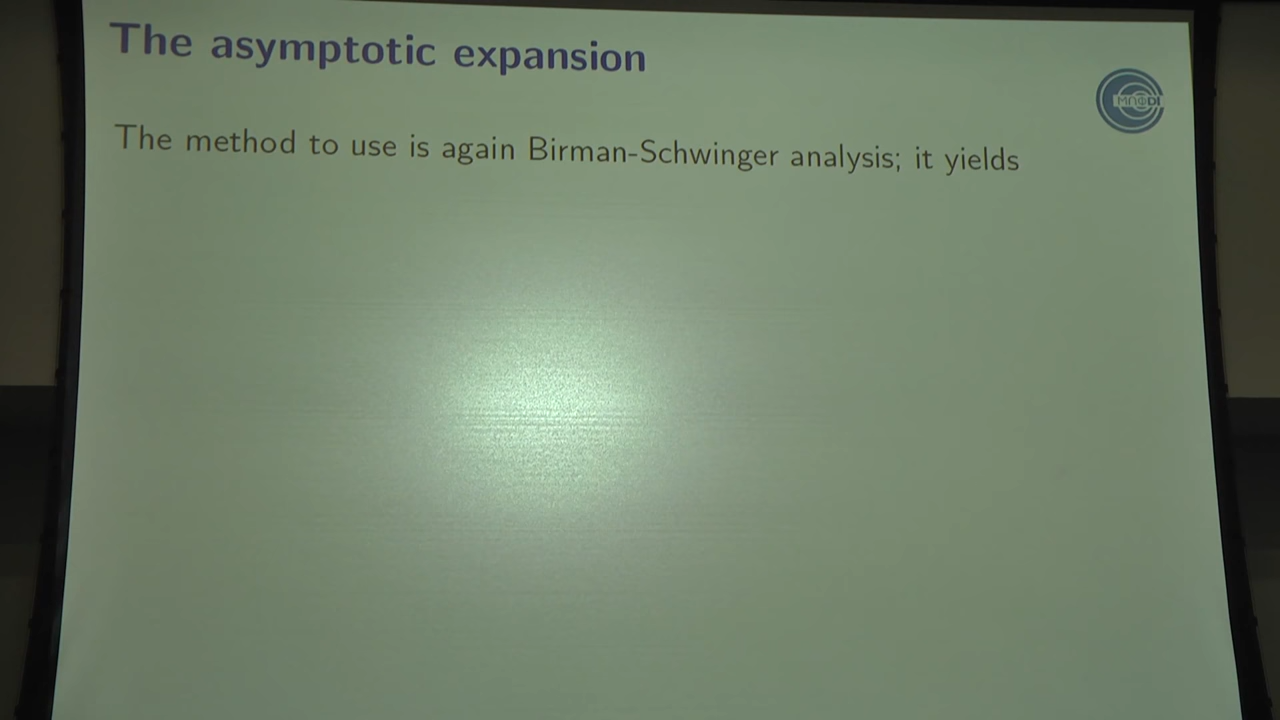 The asymptotic expansion
The method to use is again Birman-Schwinger analysis; it yields